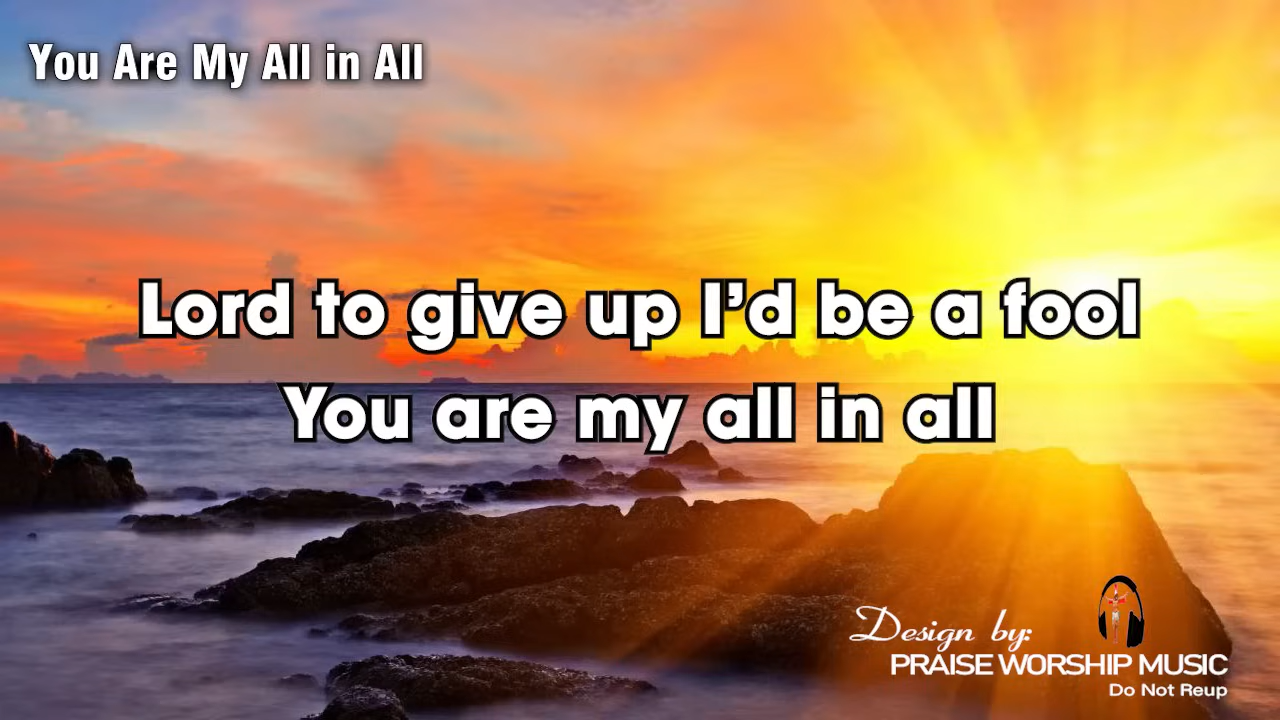 You Are My All in All
Lord to give up I’d be a fool
You are my all in all
Design by:
PRAISE WORSHIP MUSIC
Do Not Reup